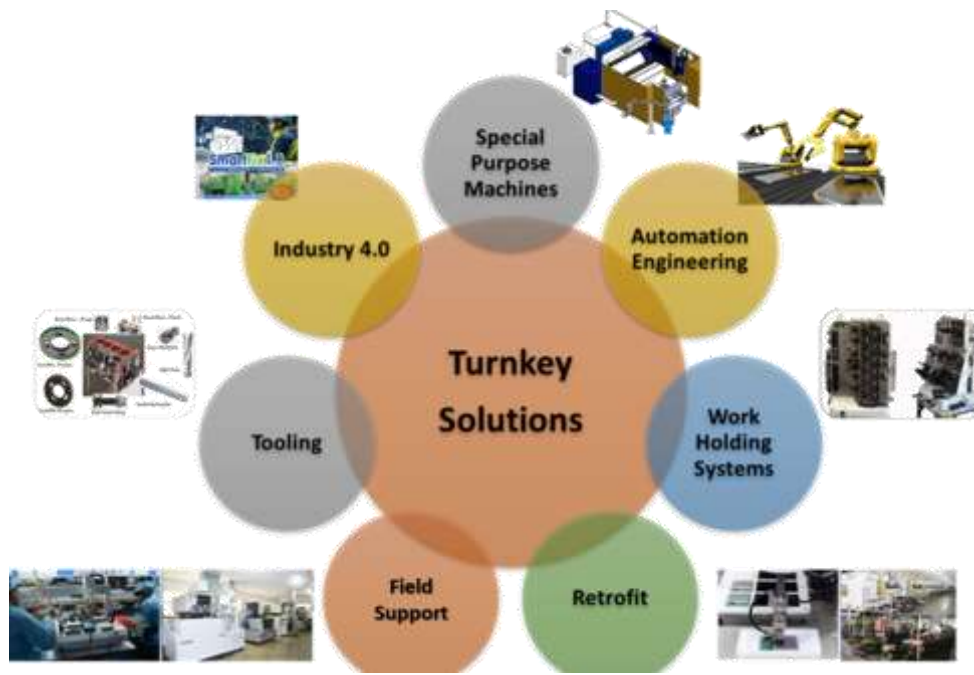 Special
Purpose
Machines
Industry 4.0
Automation
Engineering
Turnkey
Solutions
Tooling
Work
Holding
Systems
Field
Support
Retrofit